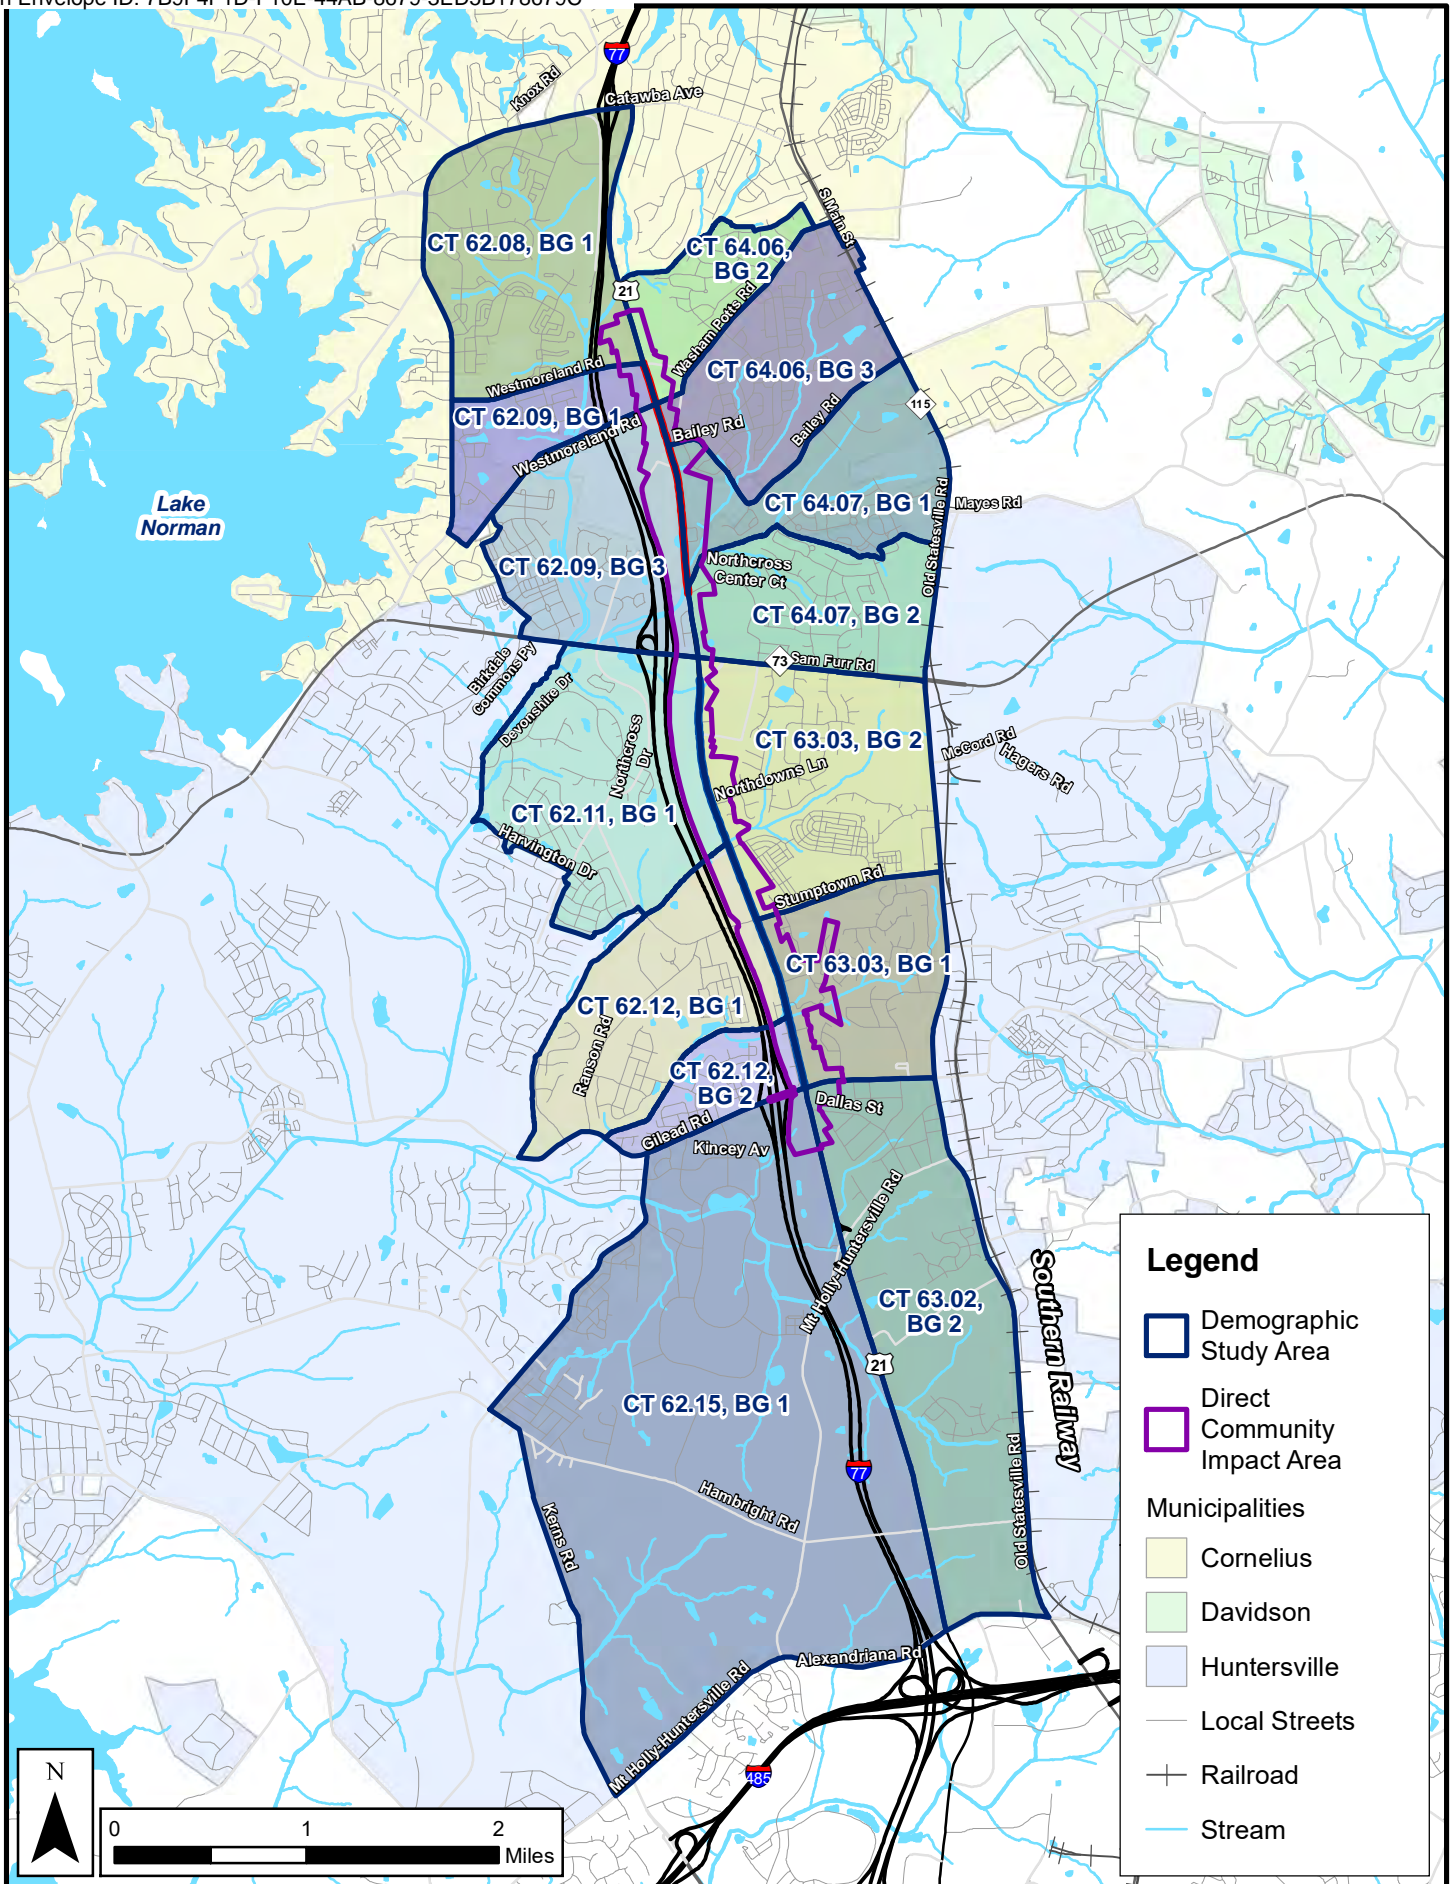 Envelope ID: 7B9F4F1D4-10E-44AB-8679-3ED5B178679C
77
Knox Rd
Catawba Ave
S Main St
CT 62.08, BG 1
CT 64.06,
BG 2
21
Washam Potts Rd
Westmoreland Rd
CT 64.06, BG 3
115
CT 62.09, BG 1
Westmoreland Rd
Bailey Rd
Bailey Rd
Lake
Norman
CT 64.07, BG 1
Mayes Rd
Old Statesville Rd
CT 62.09, BG 3
Northcross
Center Ct
CT 64.07, BG 2
73
Sam Furr Rd
Birkdale
Commons Py
Devonshire Dr
Northcross
Dr
CT 63.03, BG 2
McCord Rd
Hagers Rd
Northdowns Ln
CT 62.11, BG 1
Harvington Dr
Stumptown Rd
CT 63.03, BG 1
CT 62.12, BG 1
Ranson Rd
CT 62.12,
BG 2
Dallas St
Gilead Rd
Kincey Av
Mt Holly-Huntersville Rd
CT 63.02,
BG 2
21
Southern Railway
CT 62.15, BG 1
77
Hambright Rd
Old Statesville Rd
Kerns Rd
Alexandriana Rd
Mt Holly-Huntersville Rd
485
Legend
Demographic
Study Area
Direct
Community
Impact Area
Municipalities
Cornelius
Davidson
Huntersville
Local Streets
Railroad
Stream
N
0 1 2
Miles